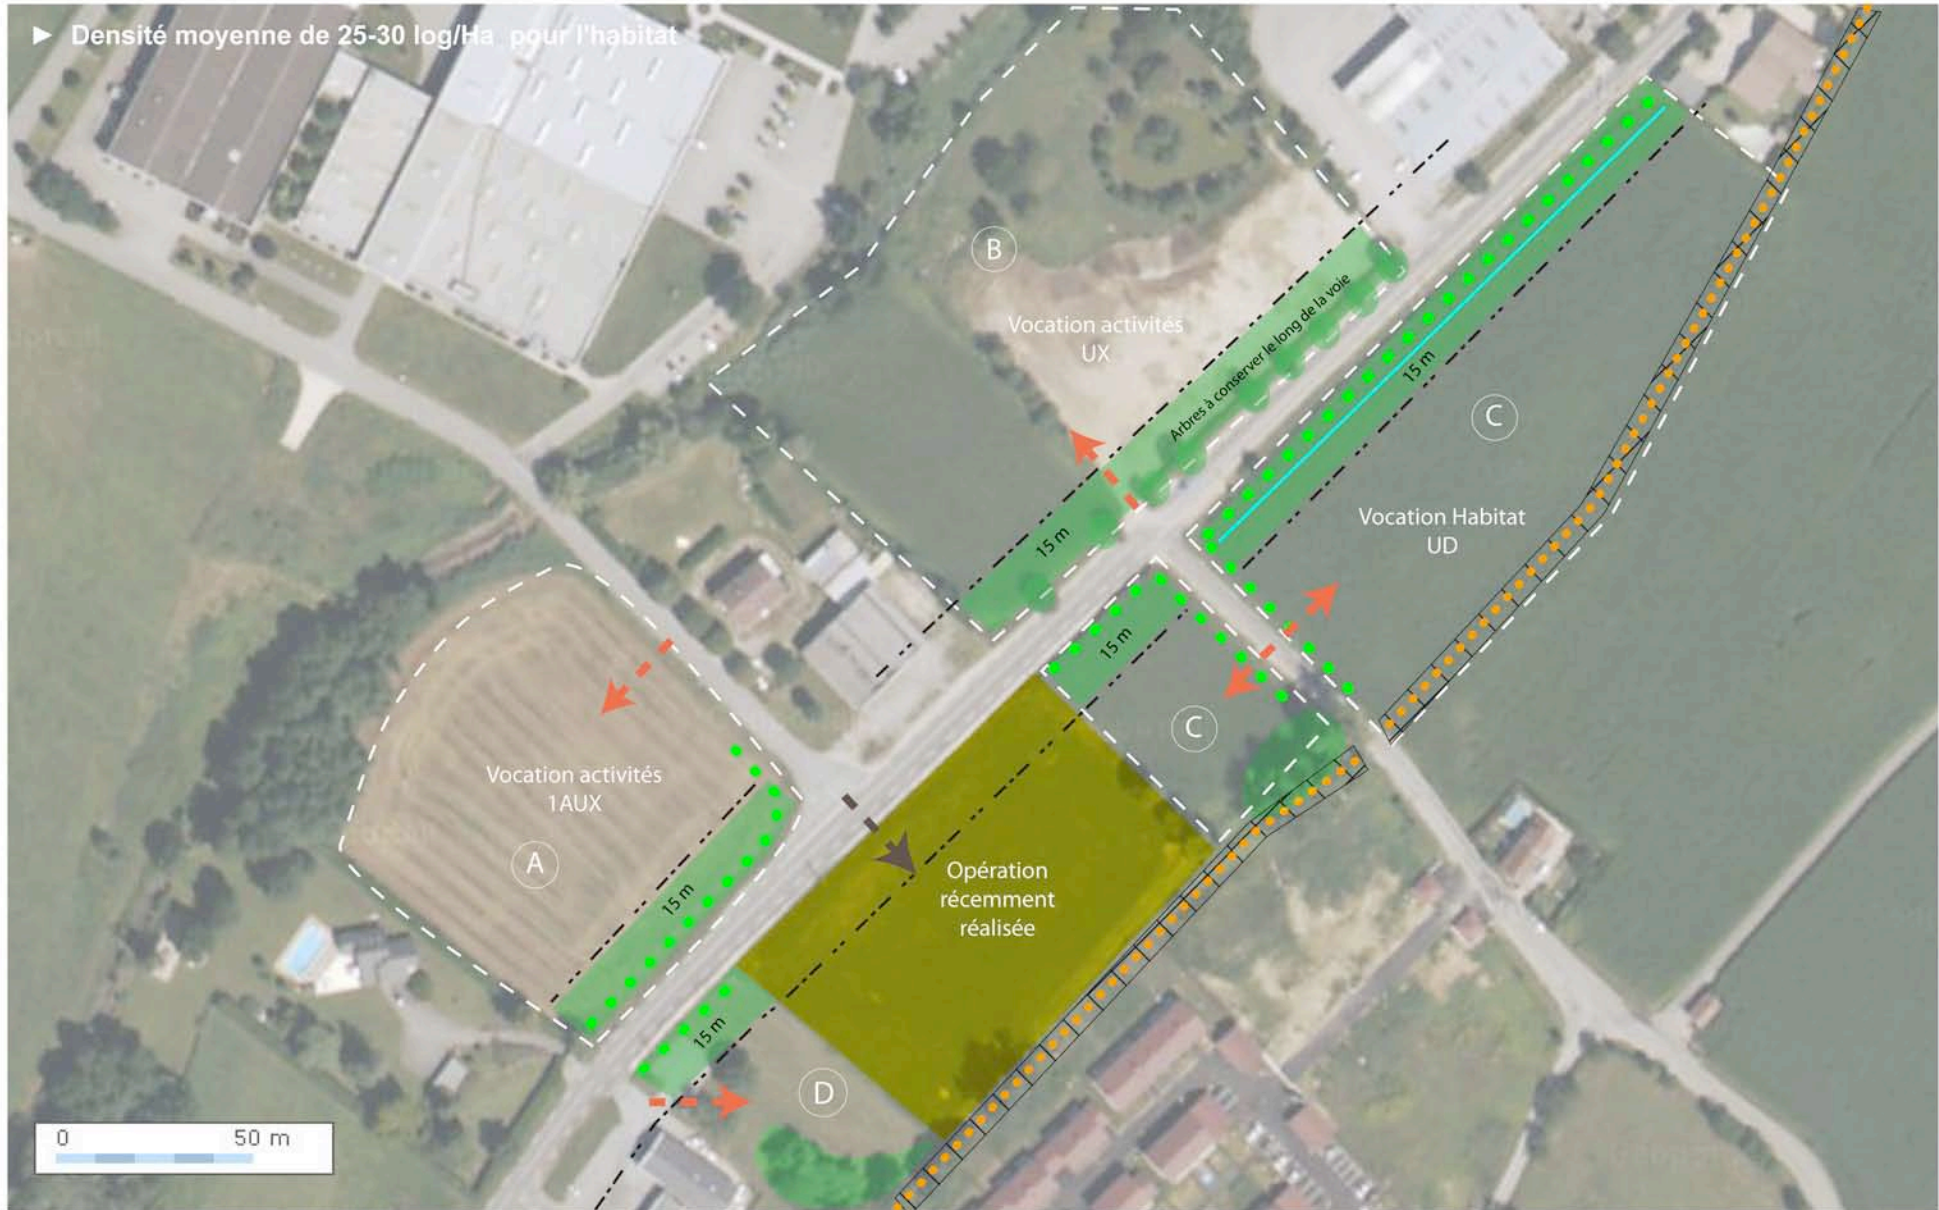 ► Densité moyenne de 25-30 log/Ha pour l'habitat
B
Vocation activités
UX
Arbres à conserver le long de la voie
15 m
15 m
C
Vocation Habitat
UD
15 m
C
Vocation activités
1AUX
A
15 m
Opération
récemment
réalisée
15 m
D
0 50 m